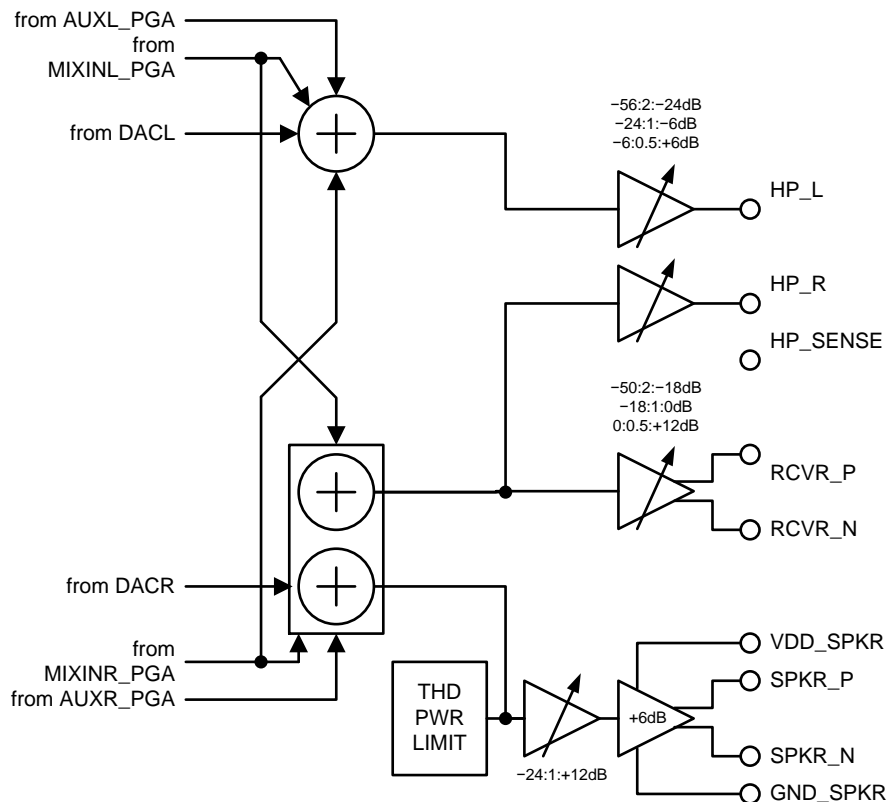 from AUXL_PGA
from
MIXINL_PGA
from DACL
−56:2:−24dB
−24:1:−6dB
−6:0.5:+6dB
HP_L
HP_R
HP_SENSE
−50:2:−18dB
−18:1:0dB
0:0.5:+12dB
RCVR_P
RCVR_N
from DACR
from
MIXINR_PGA
from AUXR_PGA
THD
PWR
LIMIT
−24:1:+12dB
+6dB
VDD_SPKR
SPKR_P
SPKR_N
GND_SPKR